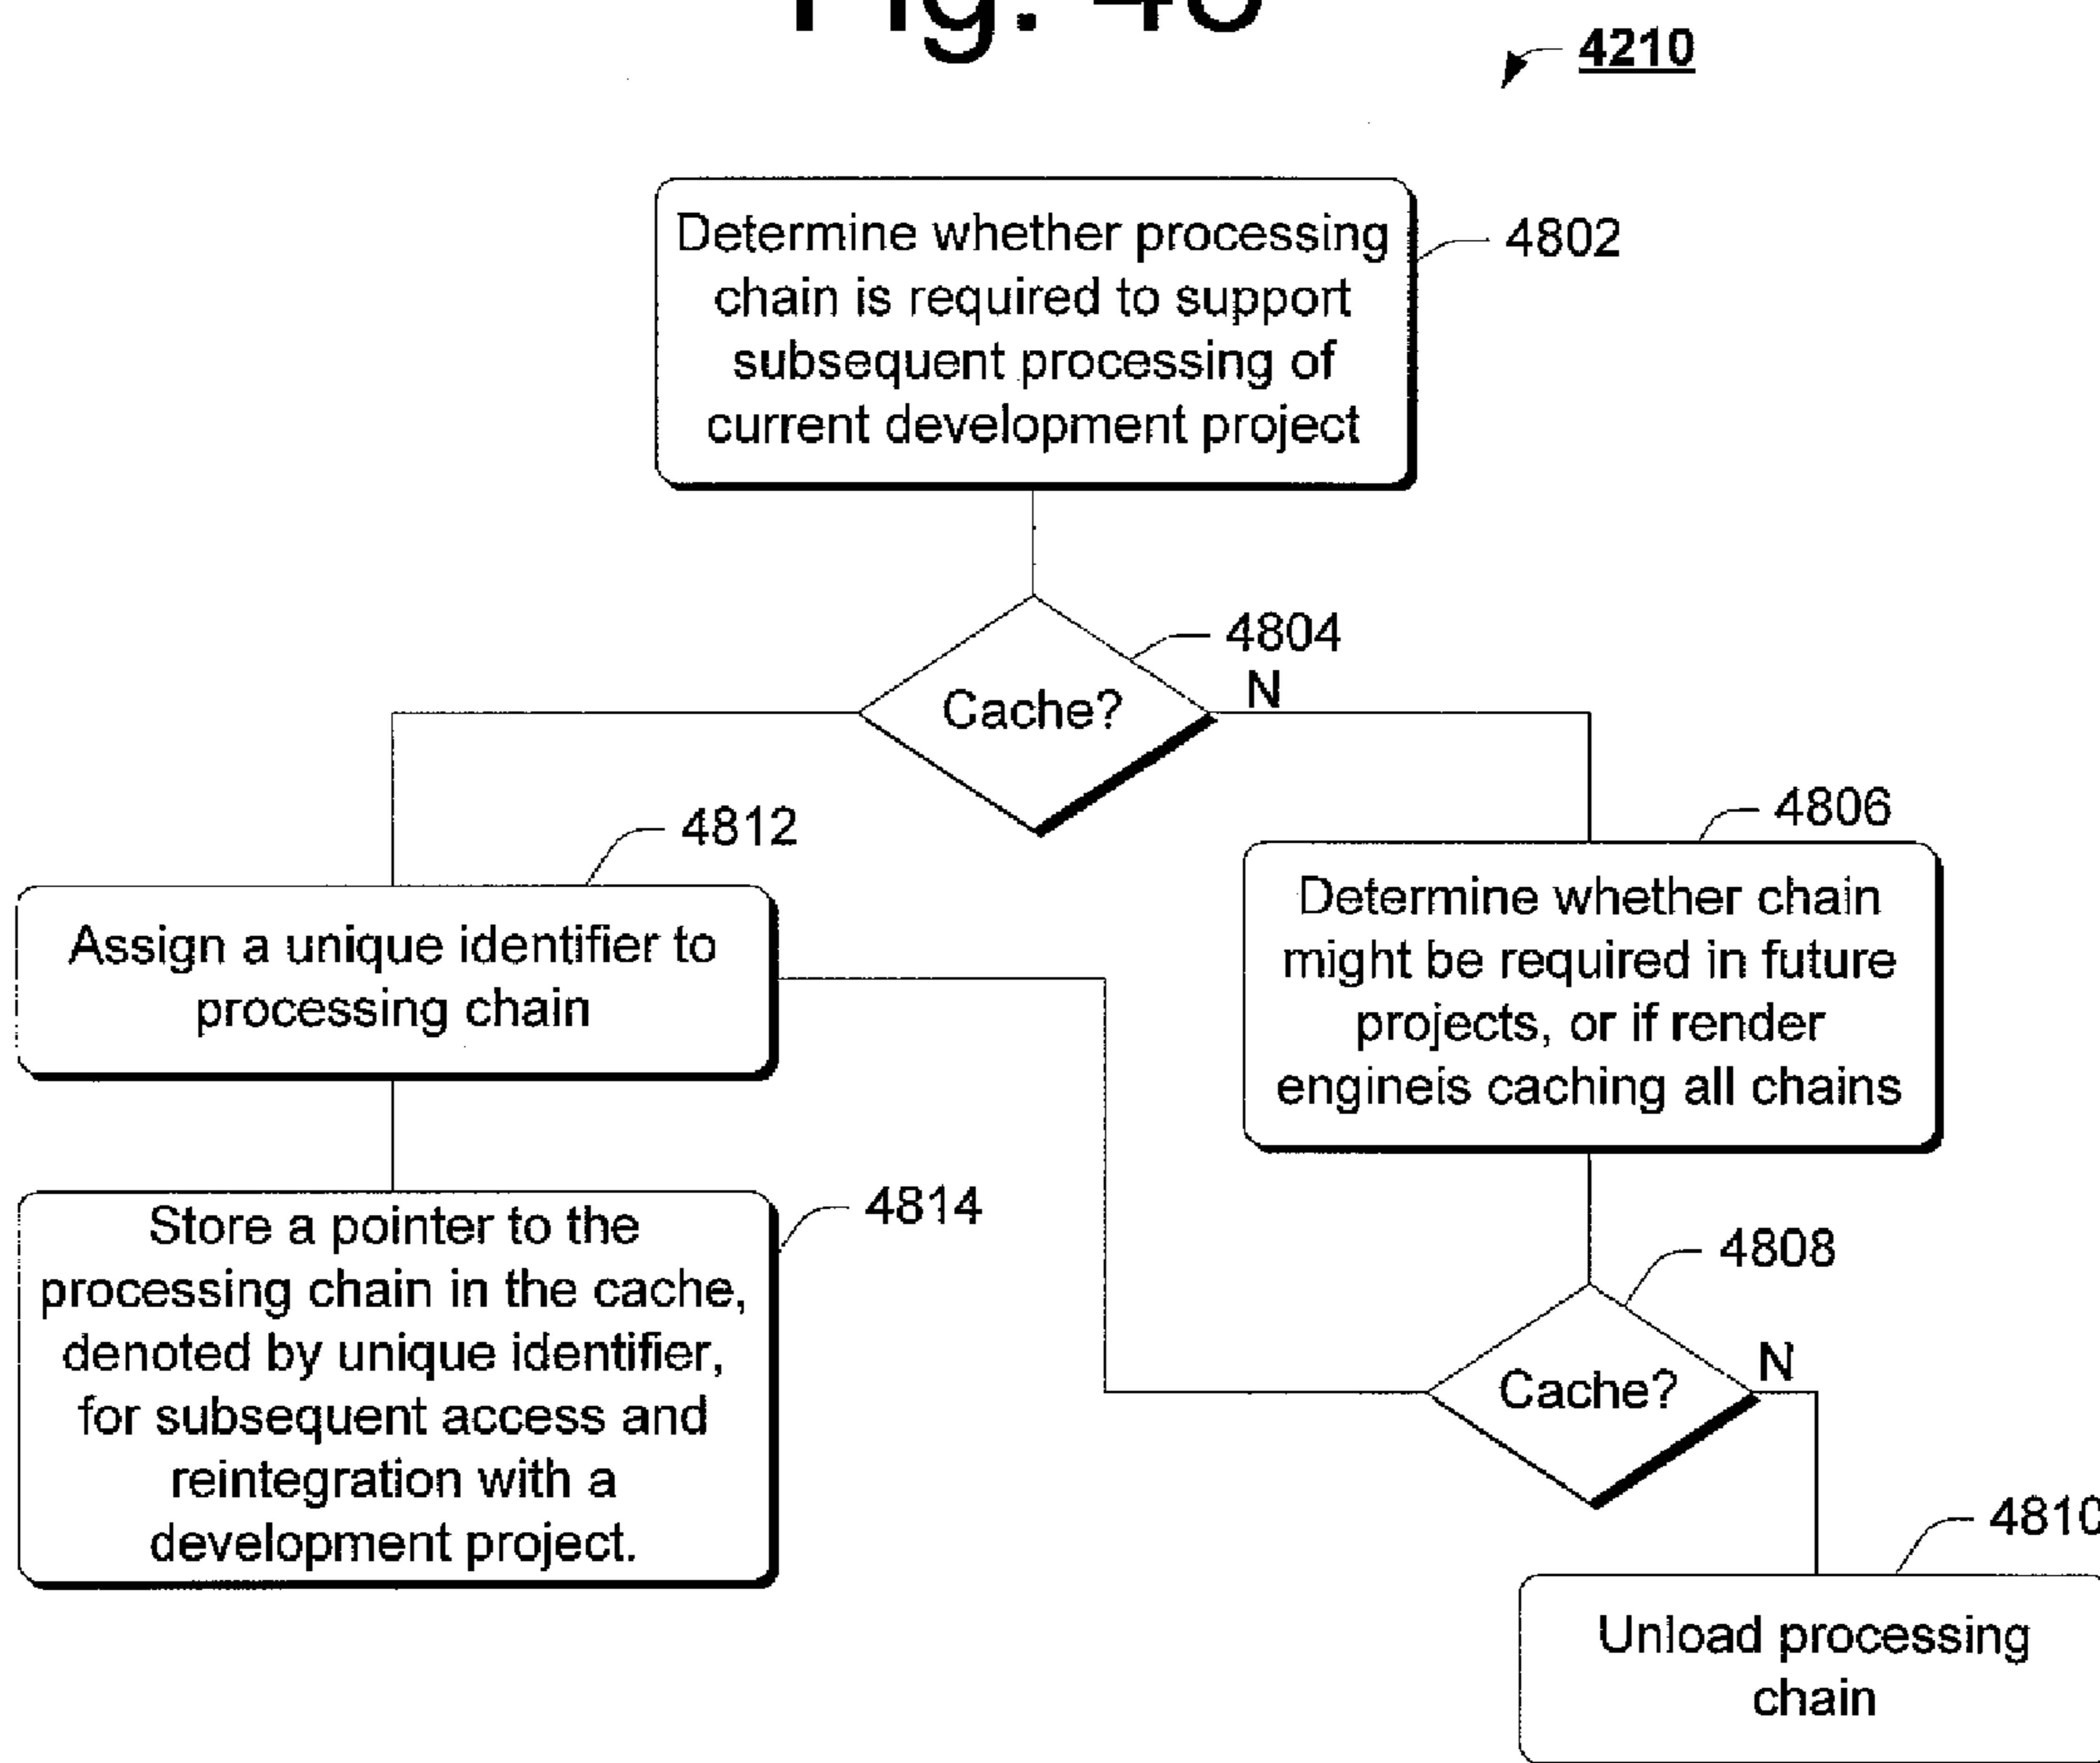 Fig. 48
4210
Determine whether processing
chain is required to support
subsequent processing of
current development project
4802
4804
Cache?
N
4812
4806
Assign a unique identifier to
processing chain
Determine whether chain
might be required in future
projects, or if render
engineis caching all chains
4814
Store a pointer to the
processing chain in the cache,
denoted by unique identifier,
for subsequent access and
reintegration with a
development project.
4808
Cache?
N
4810
Unload processing
chain